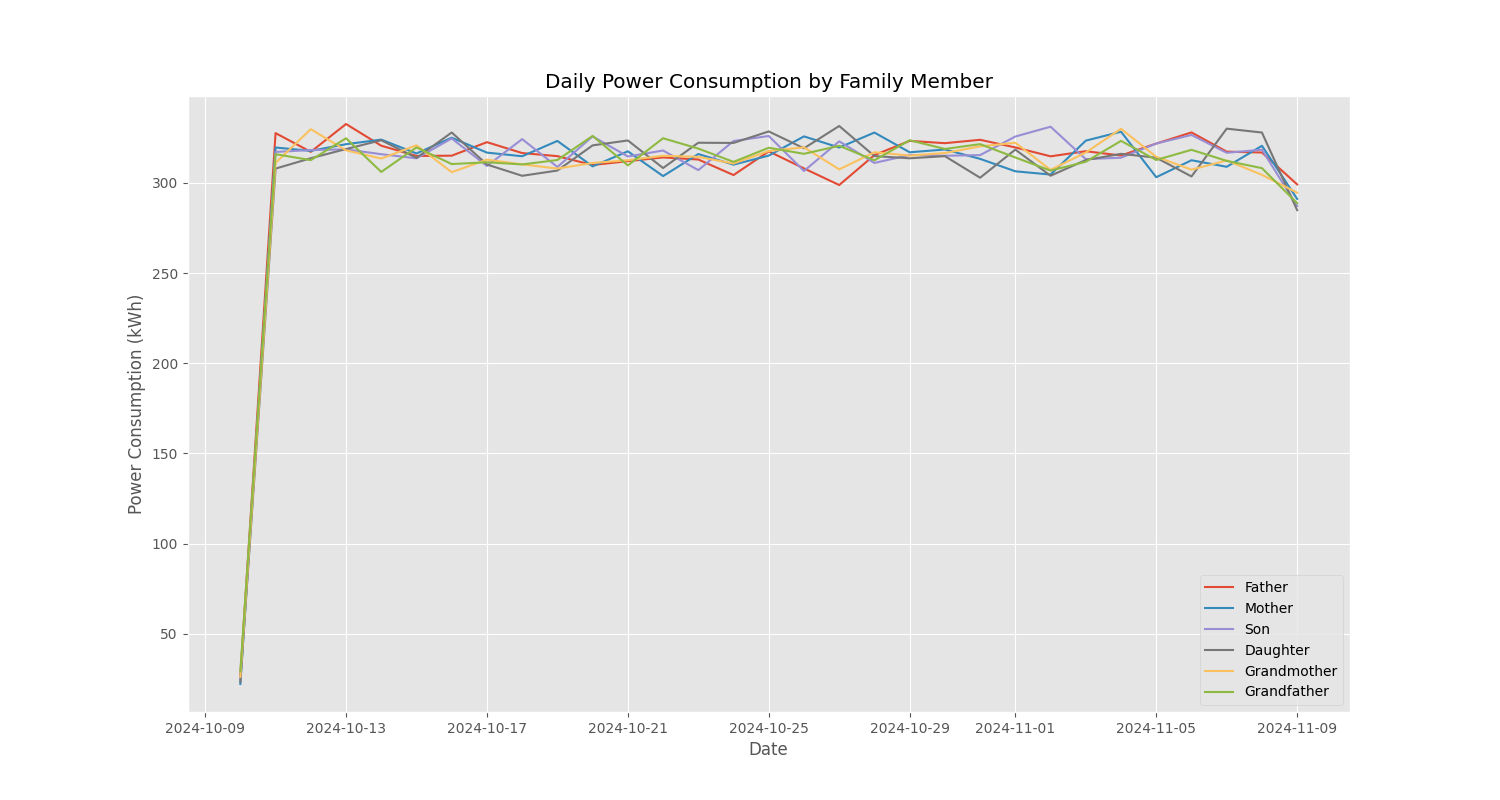 Daily Power Consumption by Family Member
Power Consumption (kWh)
300
250
200
150
100
50
Father
Mother
Son
Daughter
Grandmother
Grandfather
2024-10-09 2024-10-13 2024-10-17 2024-10-21 2024-10-25 2024-10-29 2024-11-01 2024-11-05 2024-11-09
Date